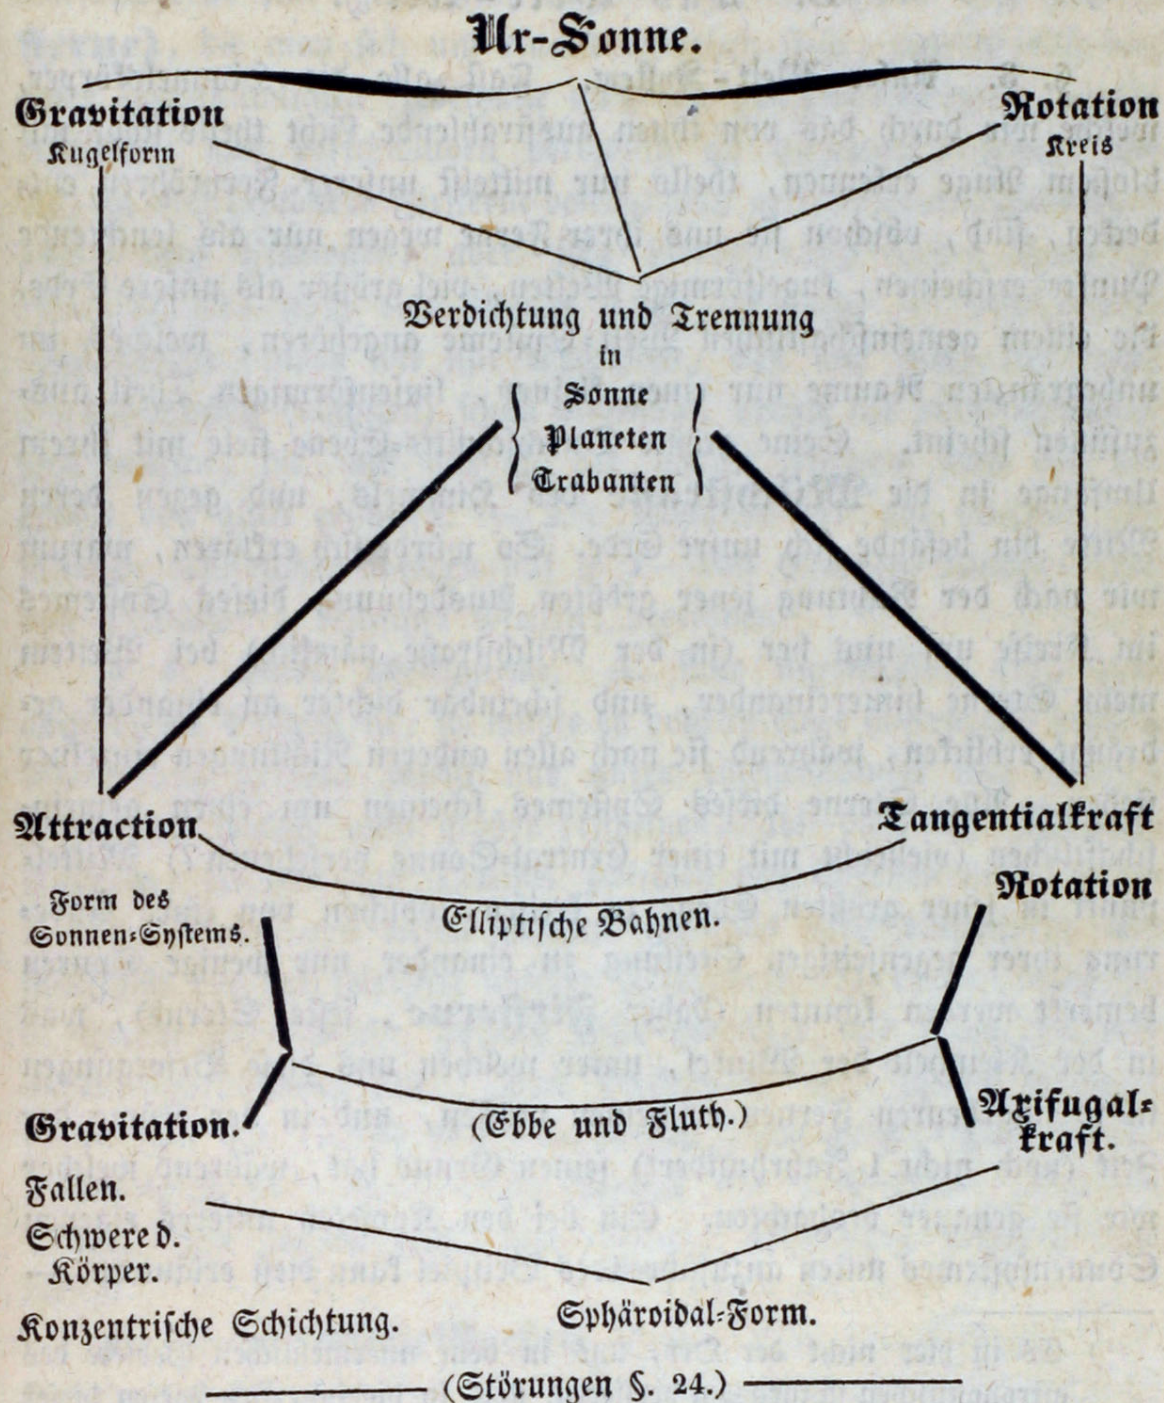 Ur-Sonne.
Gravitation
Kugelform
Rotation
Kreis
Verdichtung und Trennung
in
Sonne
Planeten
Trabanten
Attraction
Tangentialkraft
Form des
Sonnen-Systems.
Elliptische Bahnen.
Rotation
Gravitation.
(Ebbe und Fluth.)
Axifugal-
kraft.
Fallen.
Schwere d.
Körper.
Konzentrische Schichtung.
Sphäroidal-Form.
(Störungen §. 24.)